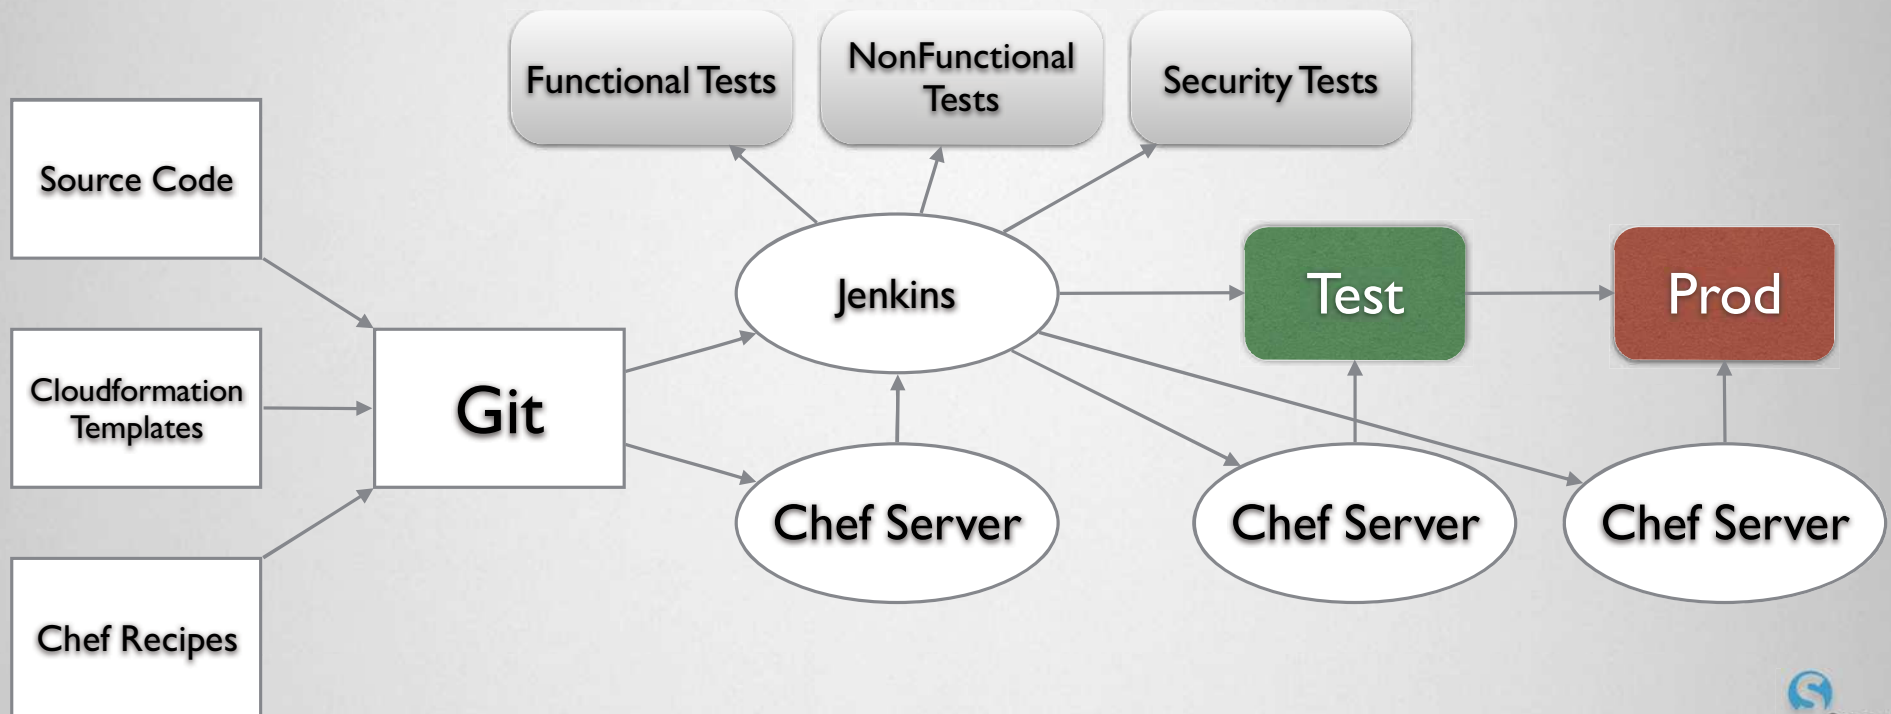 Functional Tests
NonFunctional
Tests
Security Tests
Source Code
Jenkins
Test
Prod
Cloudformation
Templates
Git
Chef Server
Chef Server
Chef Server
Chef Recipes